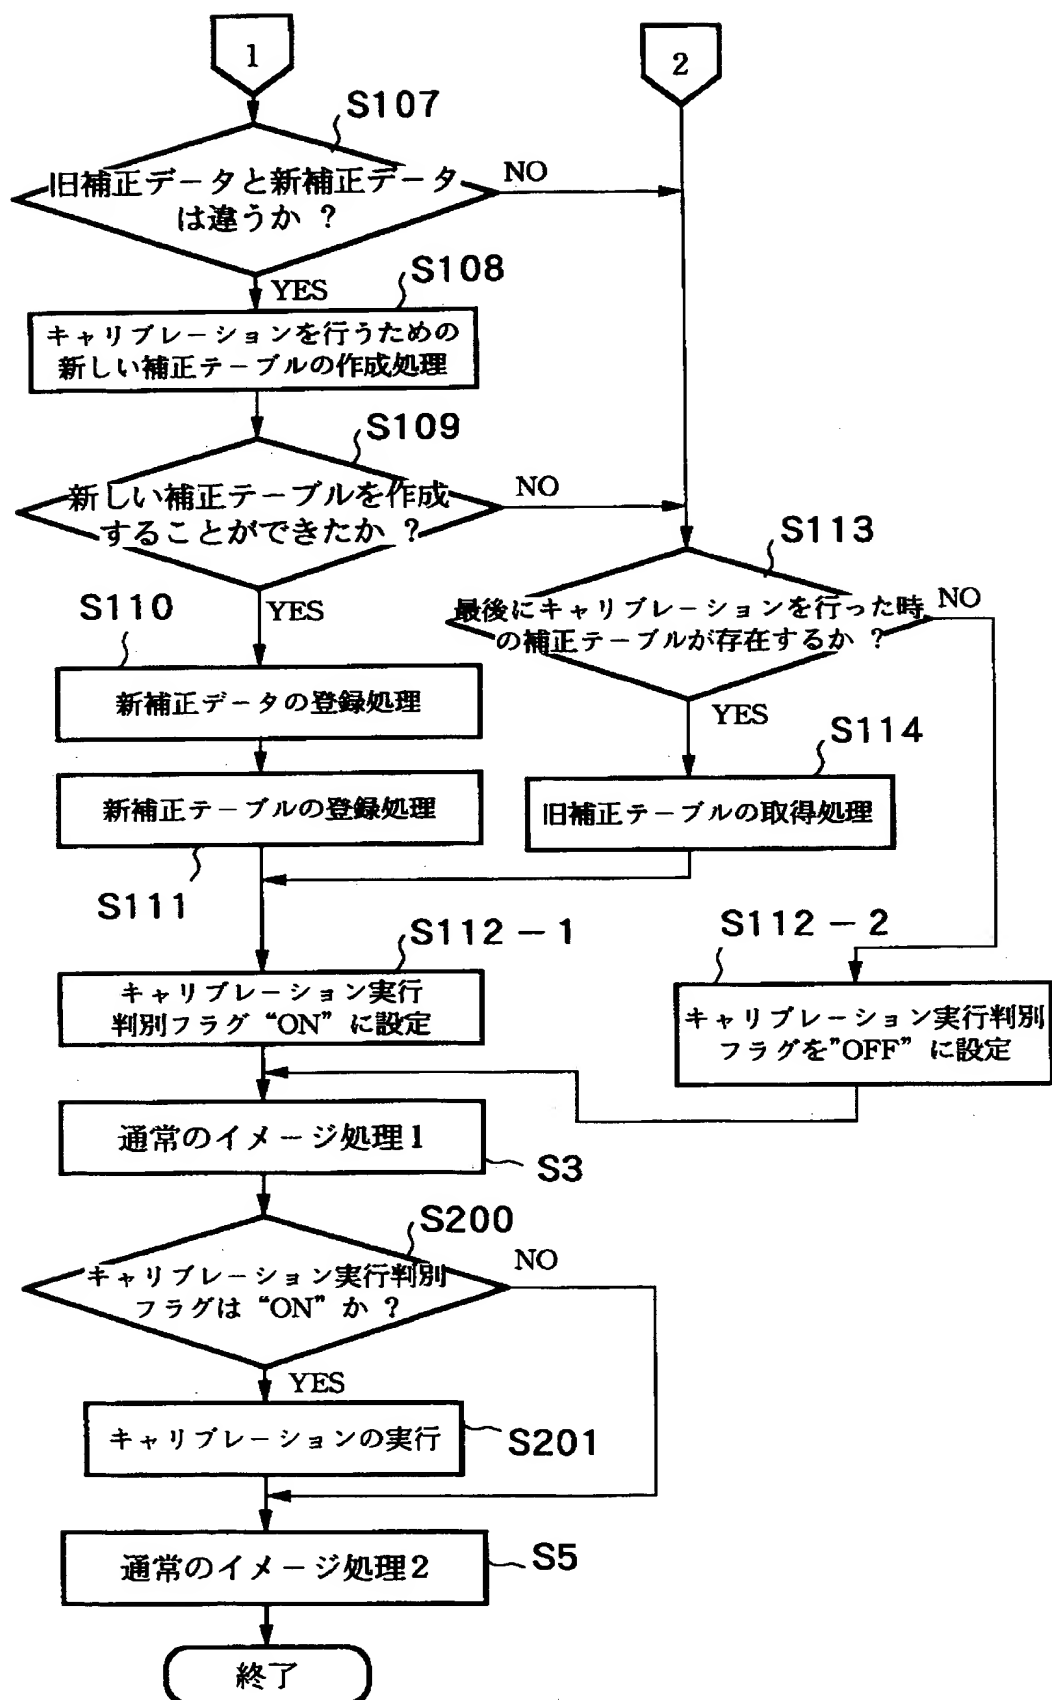 1
2
S107
旧補正データと新補正データ
は違うか ?
NO
YES
S108
キャリブレーションを行うための
新しい補正テーブルの作成処理
S109
新しい補正テーブルを作成
することができたか ?
NO
YES
S113
最後にキャリブレーションを行った時
の補正テーブルが存在するか ?
NO
YES
S110
新補正データの登録処理
S114
旧補正テーブルの取得処理
新補正テーブルの登録処理
S111
S112-1
キャリブレーション実行
判別フラグ“ON”に設定
S112-2
キャリブレーション実行判別
フラグを”OFF”に設定
通常のイメージ処理1
S3
S200
キャリブレーション実行判別
フラグは“ON”か ?
NO
YES
キャリブレーションの実行
S201
通常のイメージ処理2
S5
終了